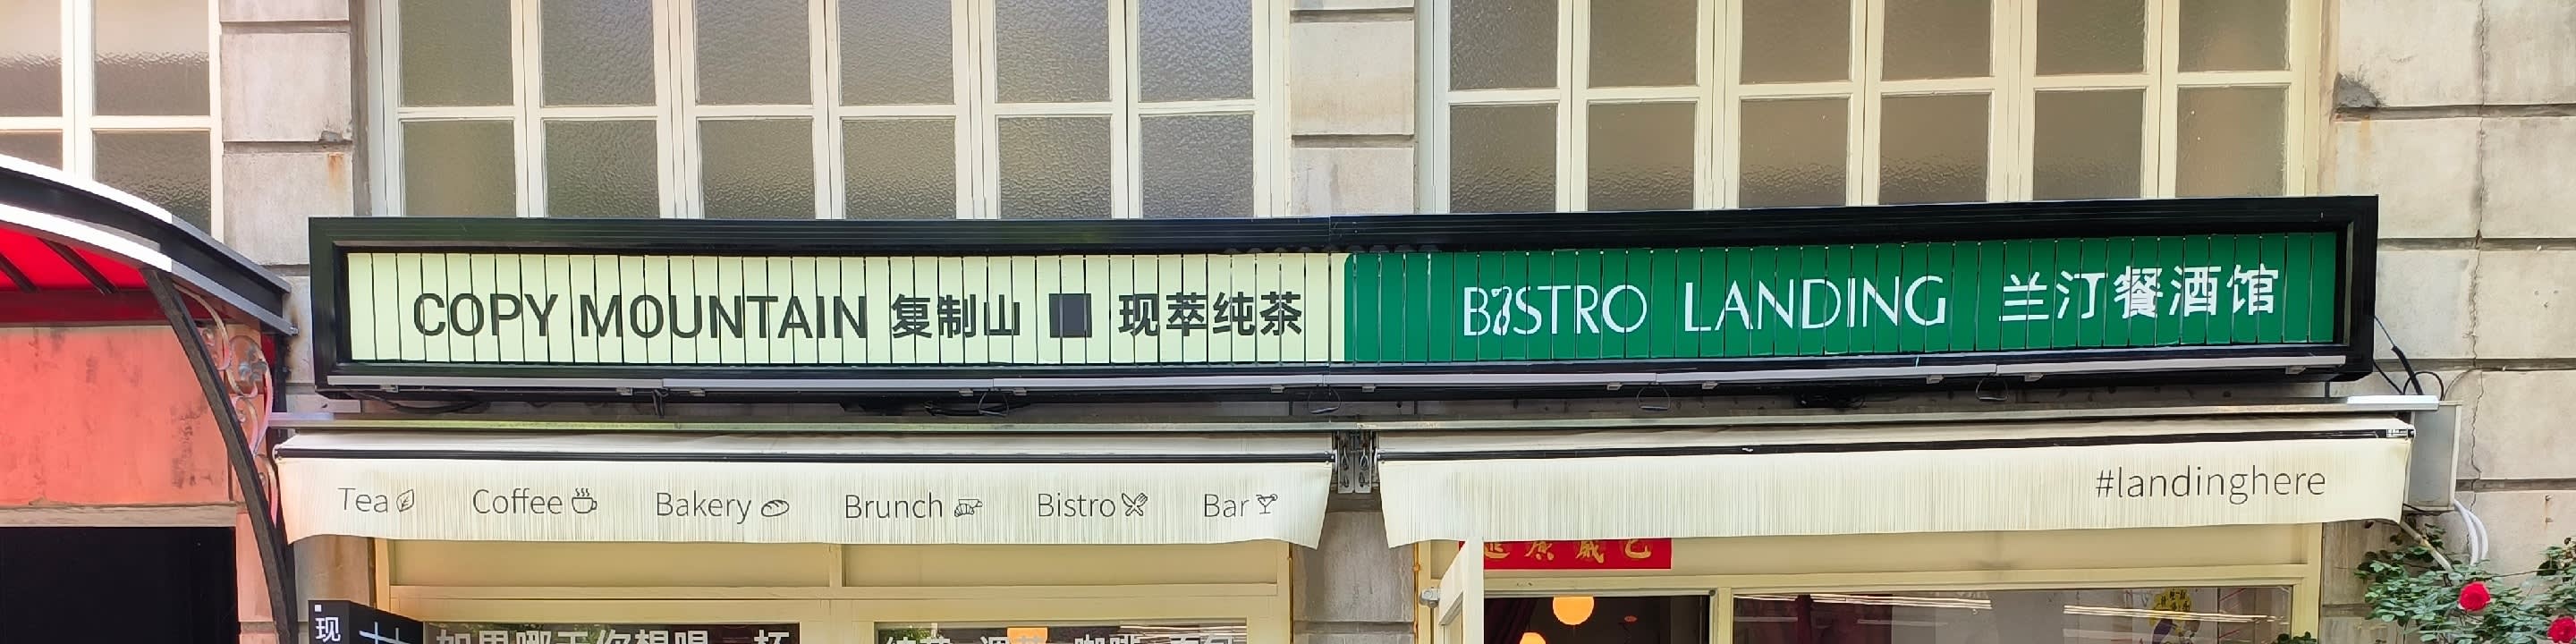 COPY MOUNTAIN 复制山 现萃纯茶
BISTRO LANDING 兰汀餐酒馆
Tea Coffee Bakery Brunch Bistro Bar
#landinghere
现